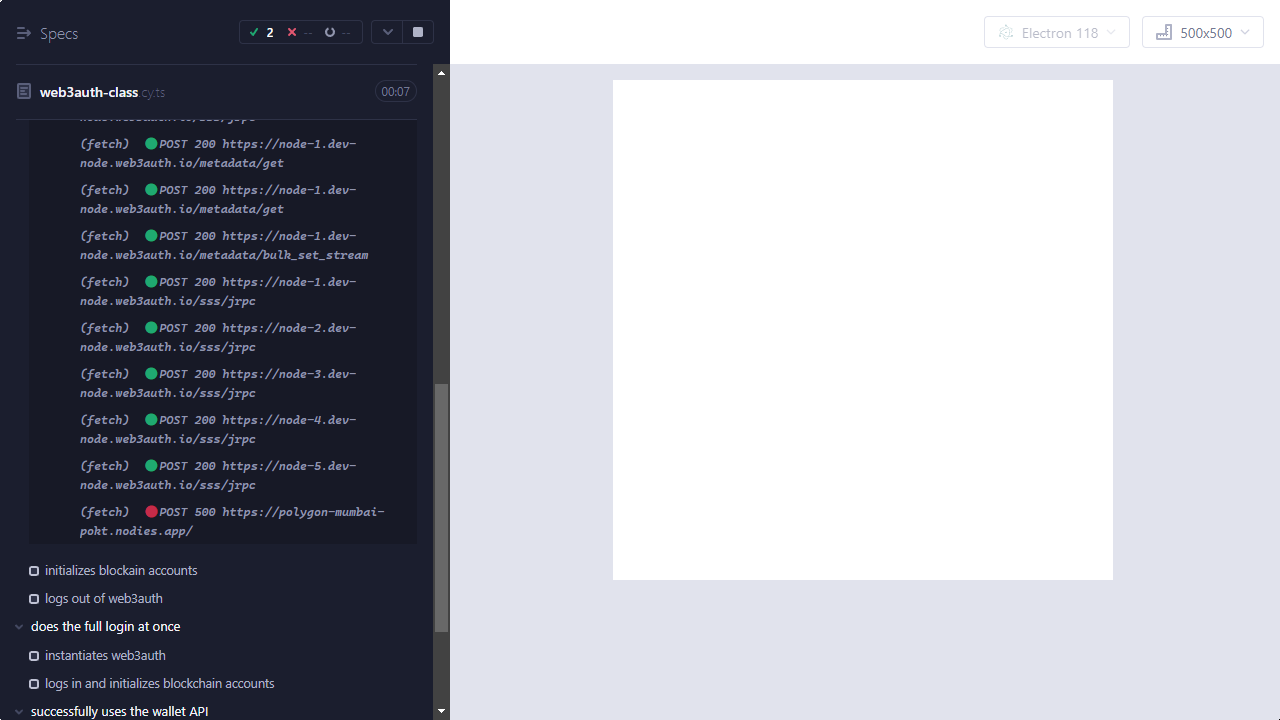 Specs
2
--
--
Electron 118
500x500
web3auth-class.cy.ts
00:07
node.web3auth.io/sss/jrpc
(fetch) POST 200 https://node-1.dev-
node.web3auth.io/metadata/get
(fetch) POST 200 https://node-1.dev-
node.web3auth.io/metadata/get
(fetch) POST 200 https://node-1.dev-
node.web3auth.io/metadata/bulk_set_stream
(fetch) POST 200 https://node-1.dev-
node.web3auth.io/sss/jrpc
(fetch) POST 200 https://node-2.dev-
node.web3auth.io/sss/jrpc
(fetch) POST 200 https://node-3.dev-
node.web3auth.io/sss/jrpc
(fetch) POST 200 https://node-4.dev-
node.web3auth.io/sss/jrpc
(fetch) POST 200 https://node-5.dev-
node.web3auth.io/sss/jrpc
(fetch) POST 500 https://polygon-mumbai-
pokt.nodies.app/
initializes blockain accounts
logs out of web3auth
does the full login at once
instantiates web3auth
logs in and initializes blockchain accounts
successfully uses the wallet API